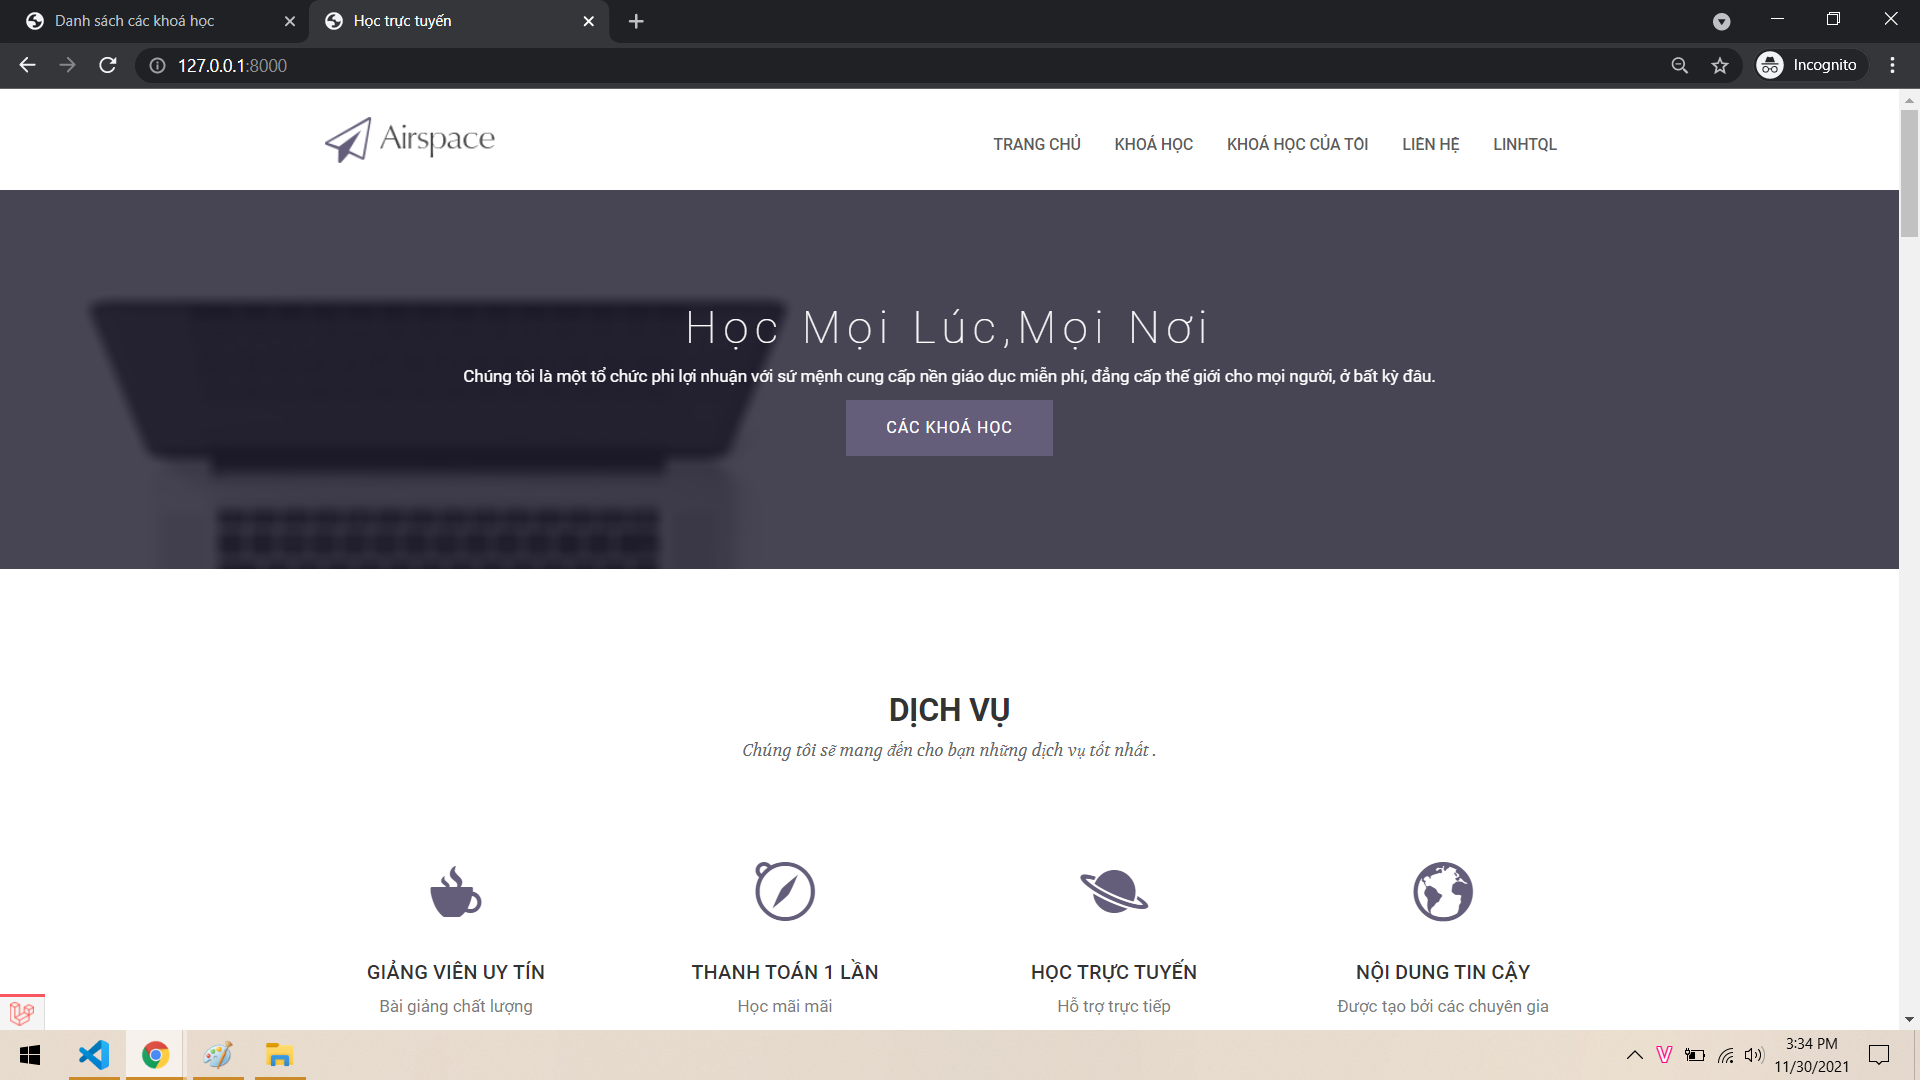 Danh sách các khoá học
Học trực tuyến
127.0.0.1:8000
Incognito
Airspace
TRANG CHỦ KHOÁ HỌC KHOÁ HỌC CỦA TÔI LIÊN HỆ LINHTQL
Học Mọi Lúc,Mọi Nơi
Chúng tôi là một tổ chức phi lợi nhuận với sứ mệnh cung cấp nền giáo dục miễn phí, đẳng cấp thế giới cho mọi người, ở bất kỳ đâu.
CÁC KHOÁ HỌC
DỊCH VỤ
Chúng tôi sẽ mang đến cho bạn những dịch vụ tốt nhất .
GIẢNG VIÊN UY TÍN
Bài giảng chất lượng
THANH TOÁN 1 LẦN
Học mãi mãi
HỌC TRỰC TUYẾN
Hỗ trợ trực tiếp
NỘI DUNG TIN CẬY
Được tạo bởi các chuyên gia
3:34 PM
11/30/2021